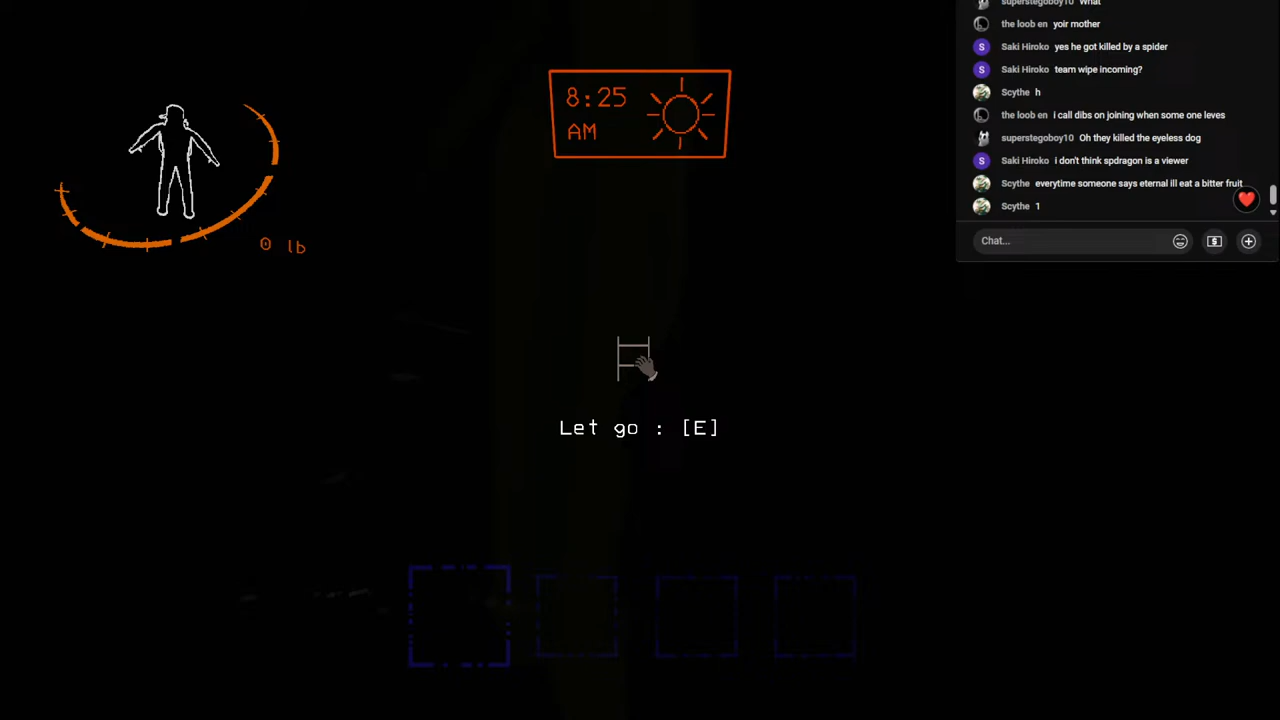 superstegoboy10 What
the loob en yoir mother
Saki Hiroko yes he got killed by a spider
Saki Hiroko team wipe incoming?
Scythe h
the loob en i call dibs on joining when some one leves
superstegoboy10 Oh they killed the eyeless dog
Saki Hiroko i don't think spdragon is a viewer
Scythe everytime someone says eternal ill eat a bitter fruit
Scythe 1
Chat...
8:25
AM
0 lb
Let go : [E]